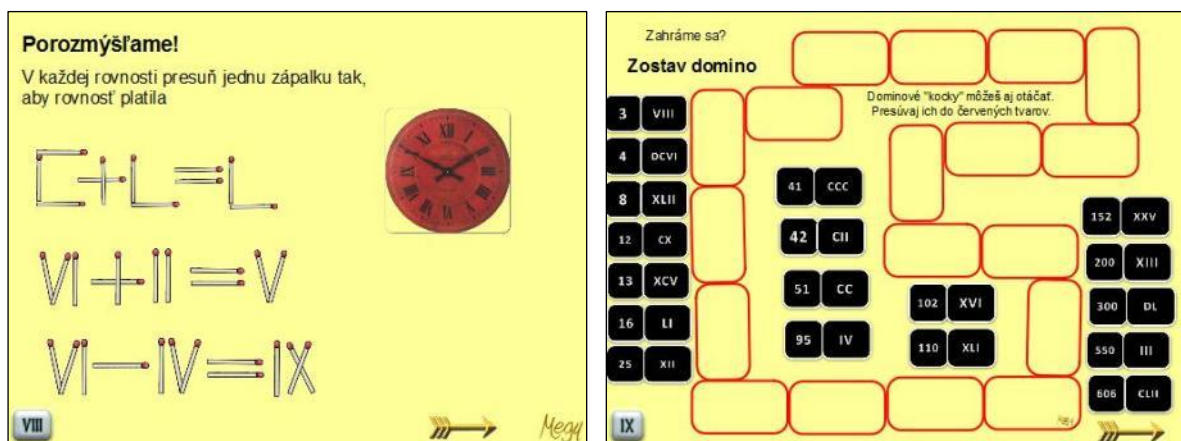 Porozmýšľame!
V každej rovnosti presuň jednu zápalku tak,
aby rovnosť platila
C+L=L
VI+II=V
VI-IV=IX
VIII
Megy
Zahráme sa?
Zostav domino
Dominové "kocky" môžeš aj otáčať.
Presúvaj ich do červených tvarov.
3 VIII
4 DCVI
8 XLII
12 CX
13 XCV
16 LI
25 XII
41 CCC
42 CII
51 CC
95 IV
102 XVI
110 XLI
152 XXV
200 XIII
300 DL
550 III
606 CLII
IX
Megy